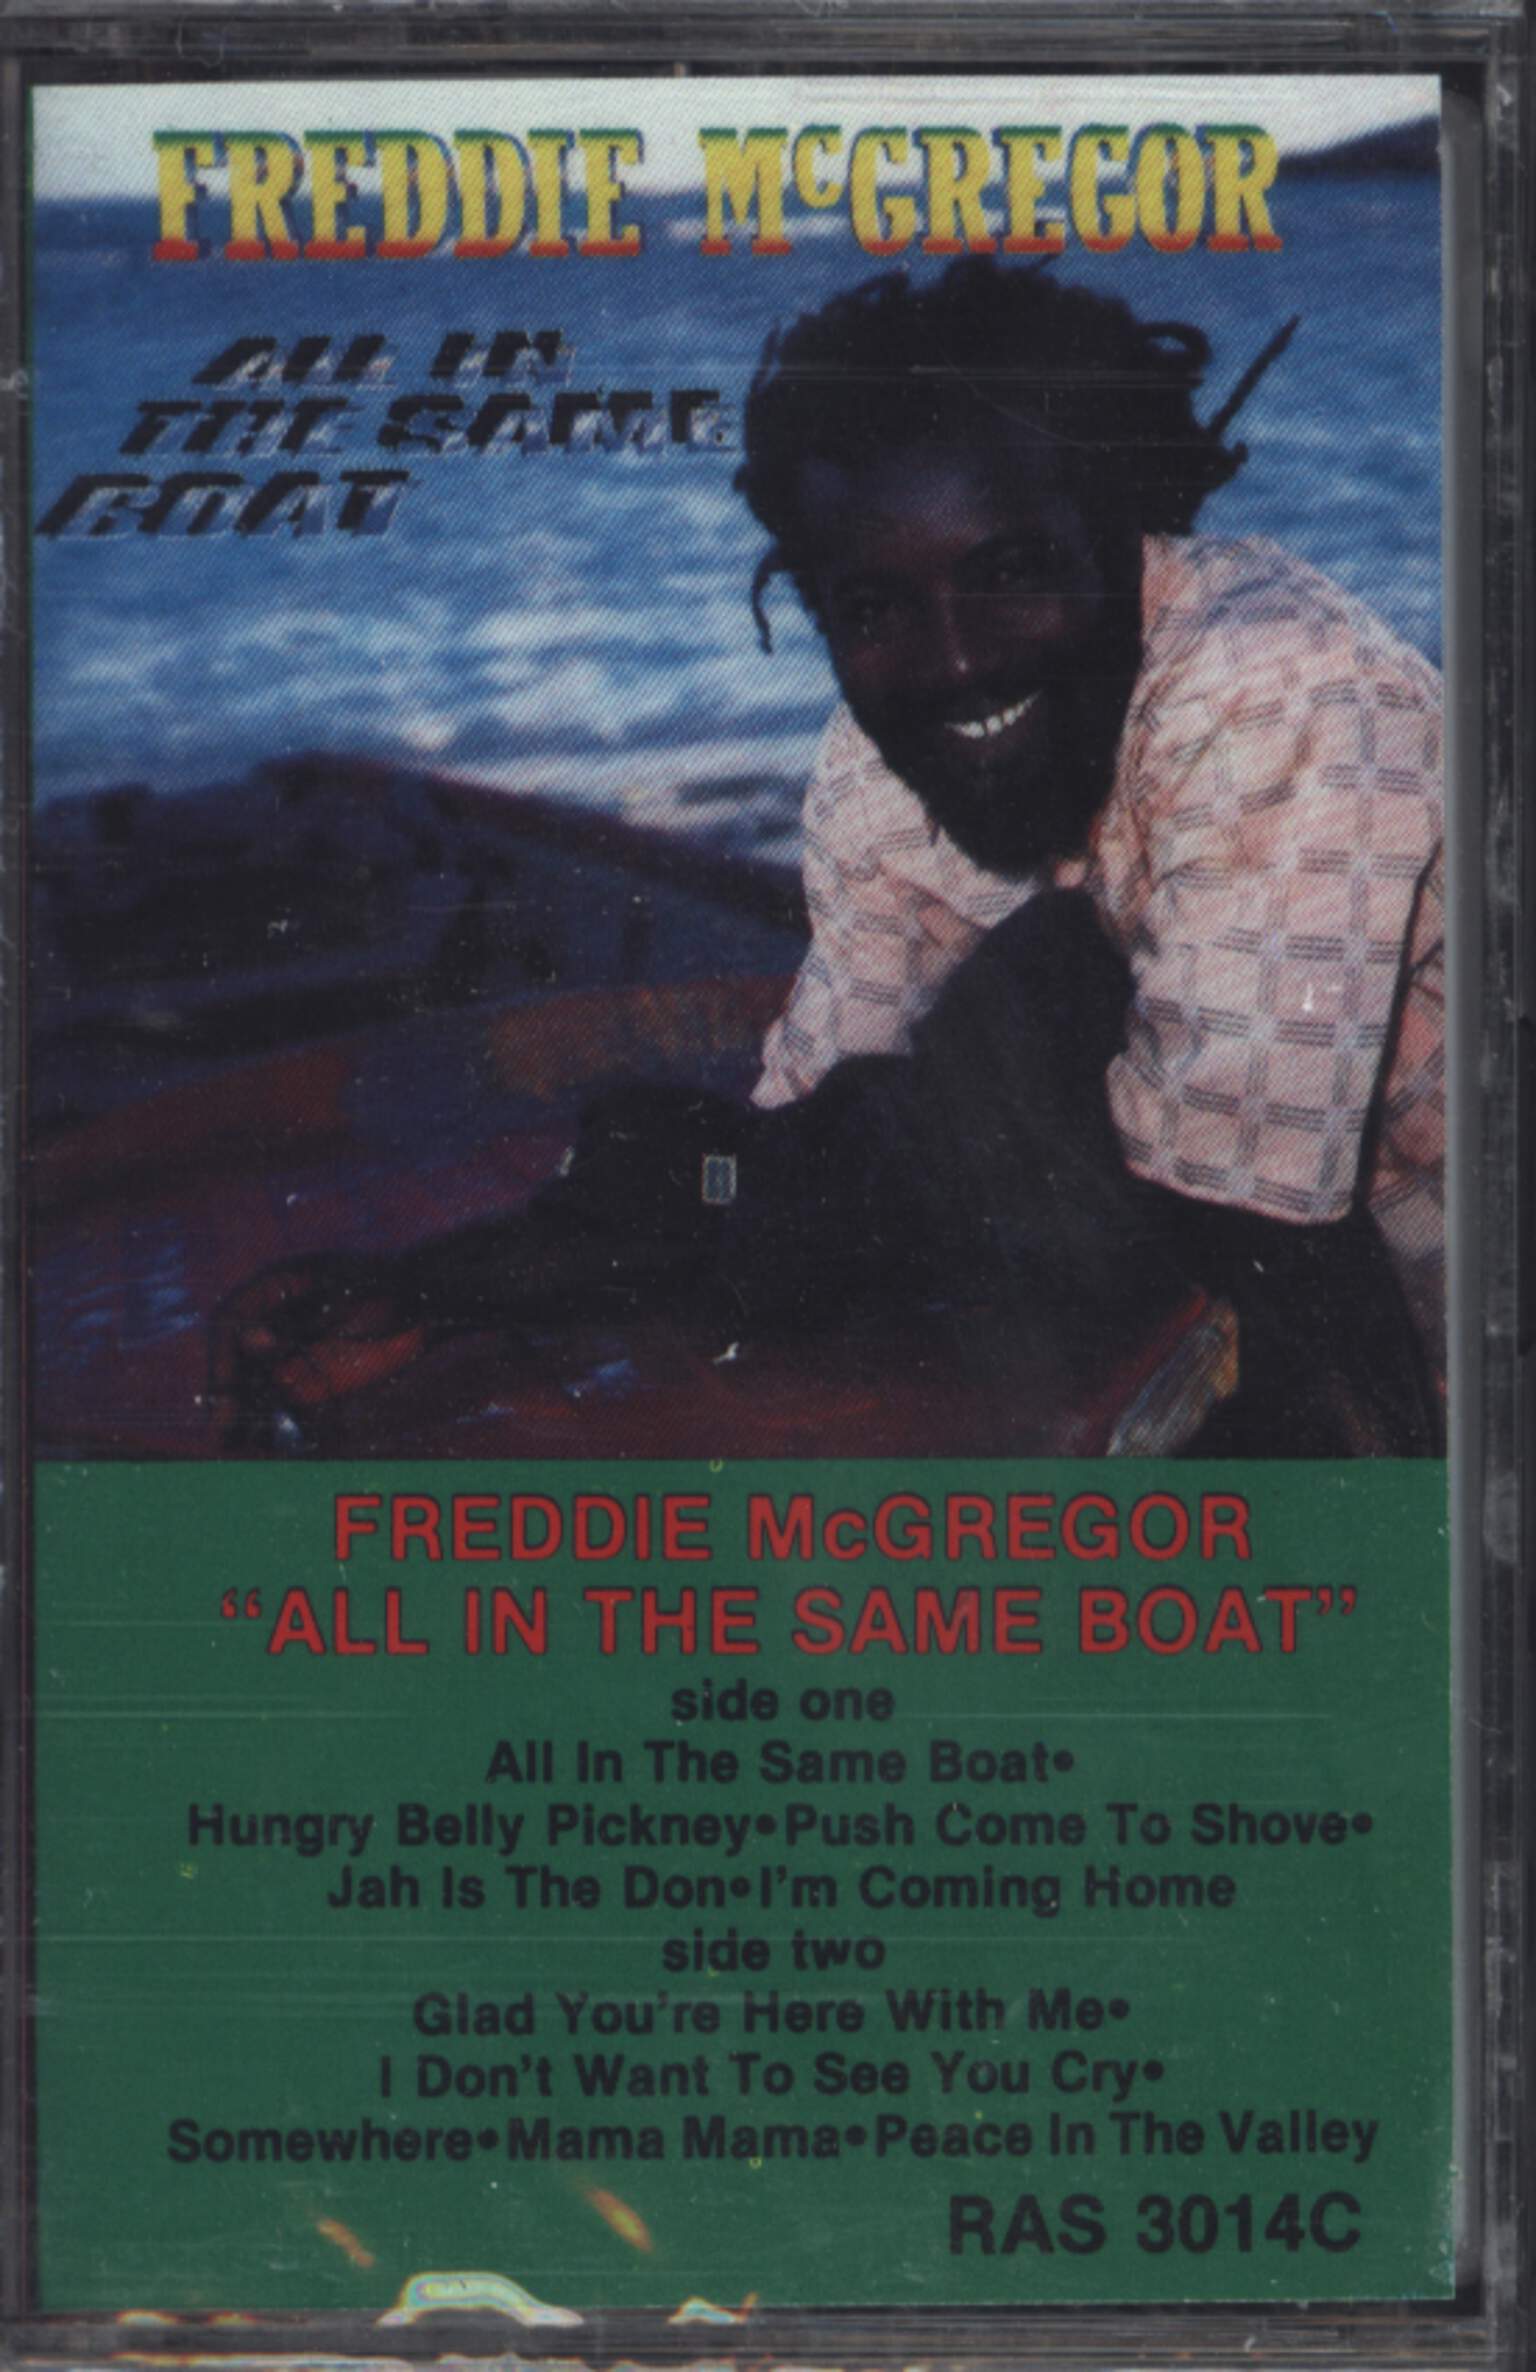 FREDDIE McGREGOR
ALL IN
THE SAME
BOAT
FREDDIE McGREGOR
“ALL IN THE SAME BOAT”
side one
All In The Same Boat•
Hungry Belly Pickney•Push Come To Shove•
Jah Is The Don•I'm Coming Home
side two
Glad You're Here With Me•
I Don't Want To See You Cry•
Somewhere•Mama Mama•Peace In The Valley
RAS 3014C